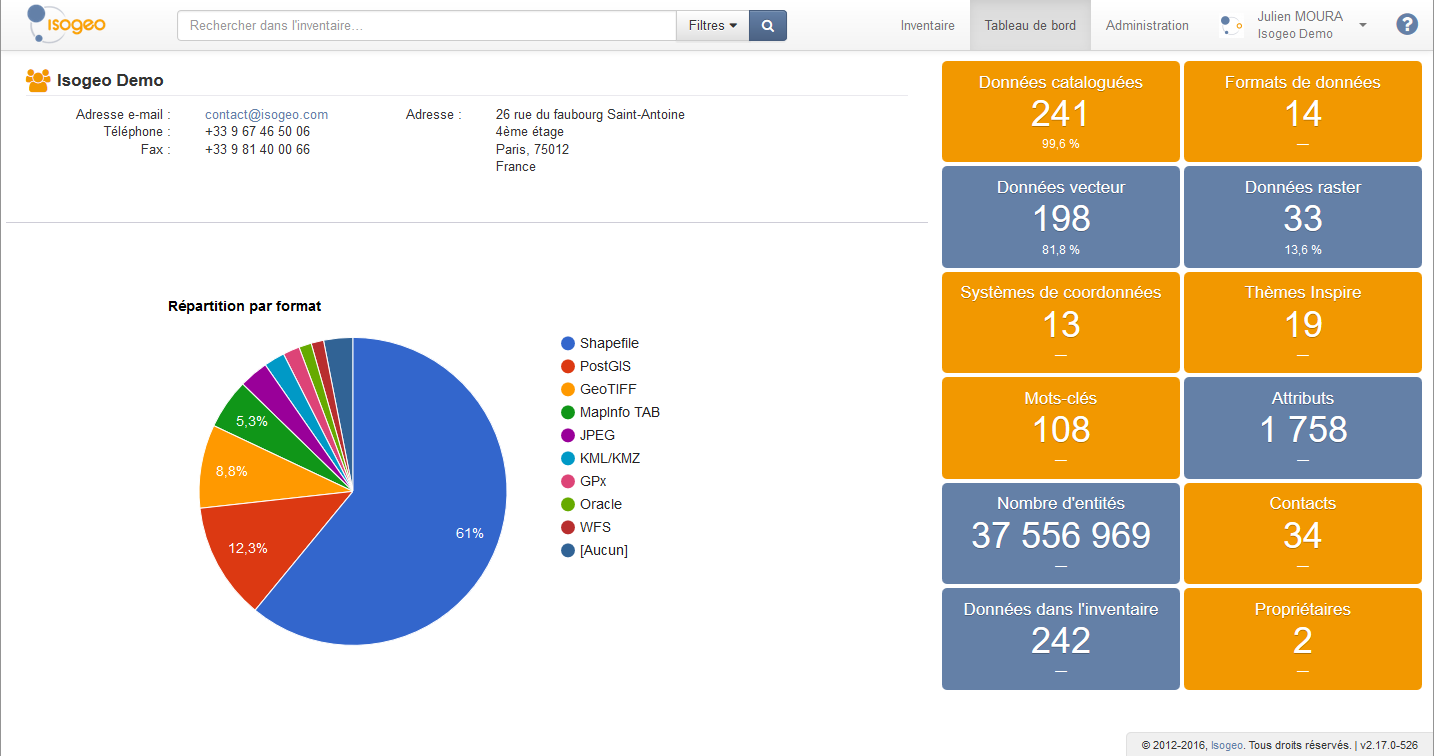 isogeo
Rechercher dans l'inventaire...
Filtres
Inventaire
Tableau de bord
Administration
Julien MOURA
Isogeo Demo
?
Isogeo Demo
Adresse e-mail : contact@isogeo.com
Téléphone : +33 9 67 46 50 06
Fax : +33 9 81 40 00 66
Adresse : 26 rue du faubourg Saint-Antoine
4ème étage
Paris, 75012
France
Répartition par format
61%
12,3%
8,8%
5,3%
Shapefile
PostGIS
GeoTIFF
MapInfo TAB
JPEG
KML/KMZ
GPx
Oracle
WFS
[Aucun]
Données cataloguées
241
99,6 %
Formats de données
14
—
Données vecteur
198
81,8 %
Données raster
33
13,6 %
Systèmes de coordonnées
13
—
Thèmes Inspire
19
—
Mots-clés
108
—
Attributs
1 758
—
Nombre d'entités
37 556 969
—
Contacts
34
—
Données dans l'inventaire
242
—
Propriétaires
2
—
© 2012-2016, Isogeo. Tous droits réservés. | v2.17.0-526